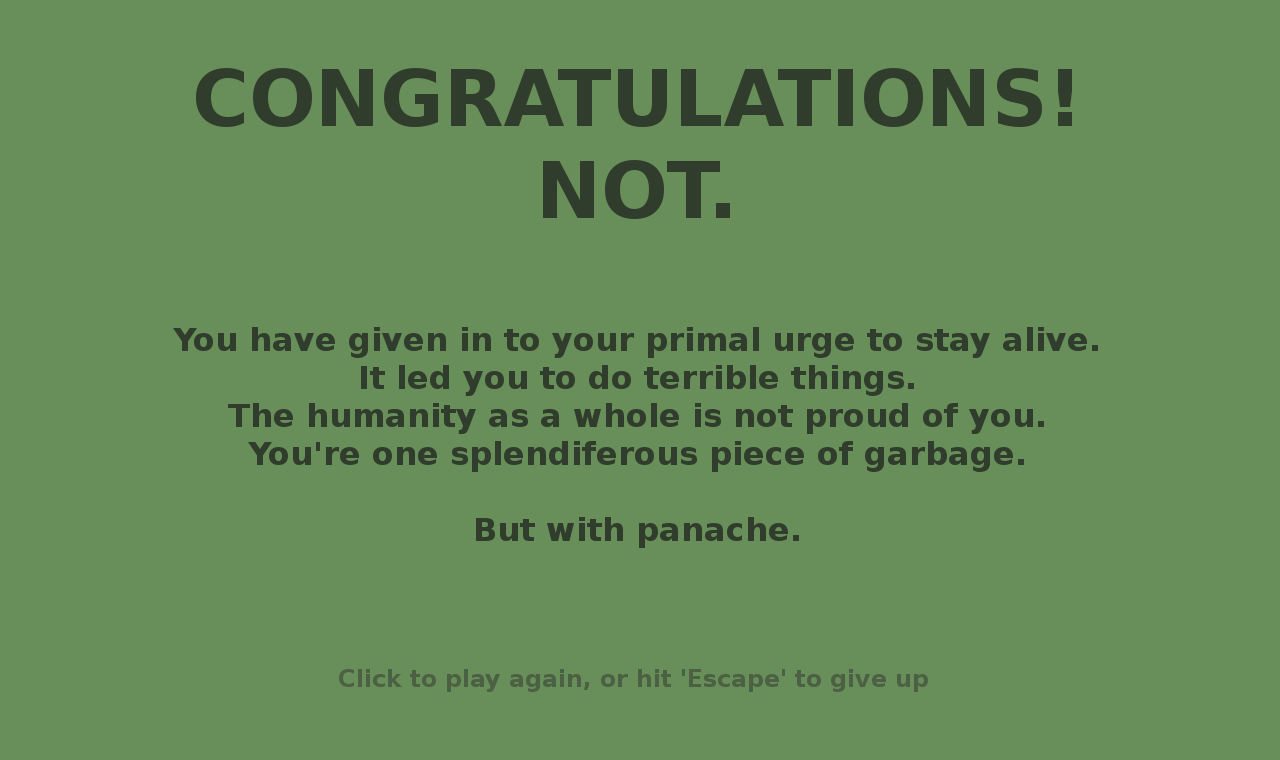 CONGRATULATIONS!
NOT.
You have given in to your primal urge to stay alive.
It led you to do terrible things.
The humanity as a whole is not proud of you.
You're one splendiferous piece of garbage.
But with panache.
Click to play again, or hit 'Escape' to give up